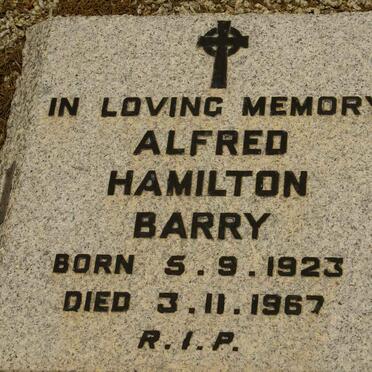 IN LOVING MEMORY
ALFRED
HAMILTON
BARRY
BORN 5.9.1923
DIED 3.11.1967
R.I.P.